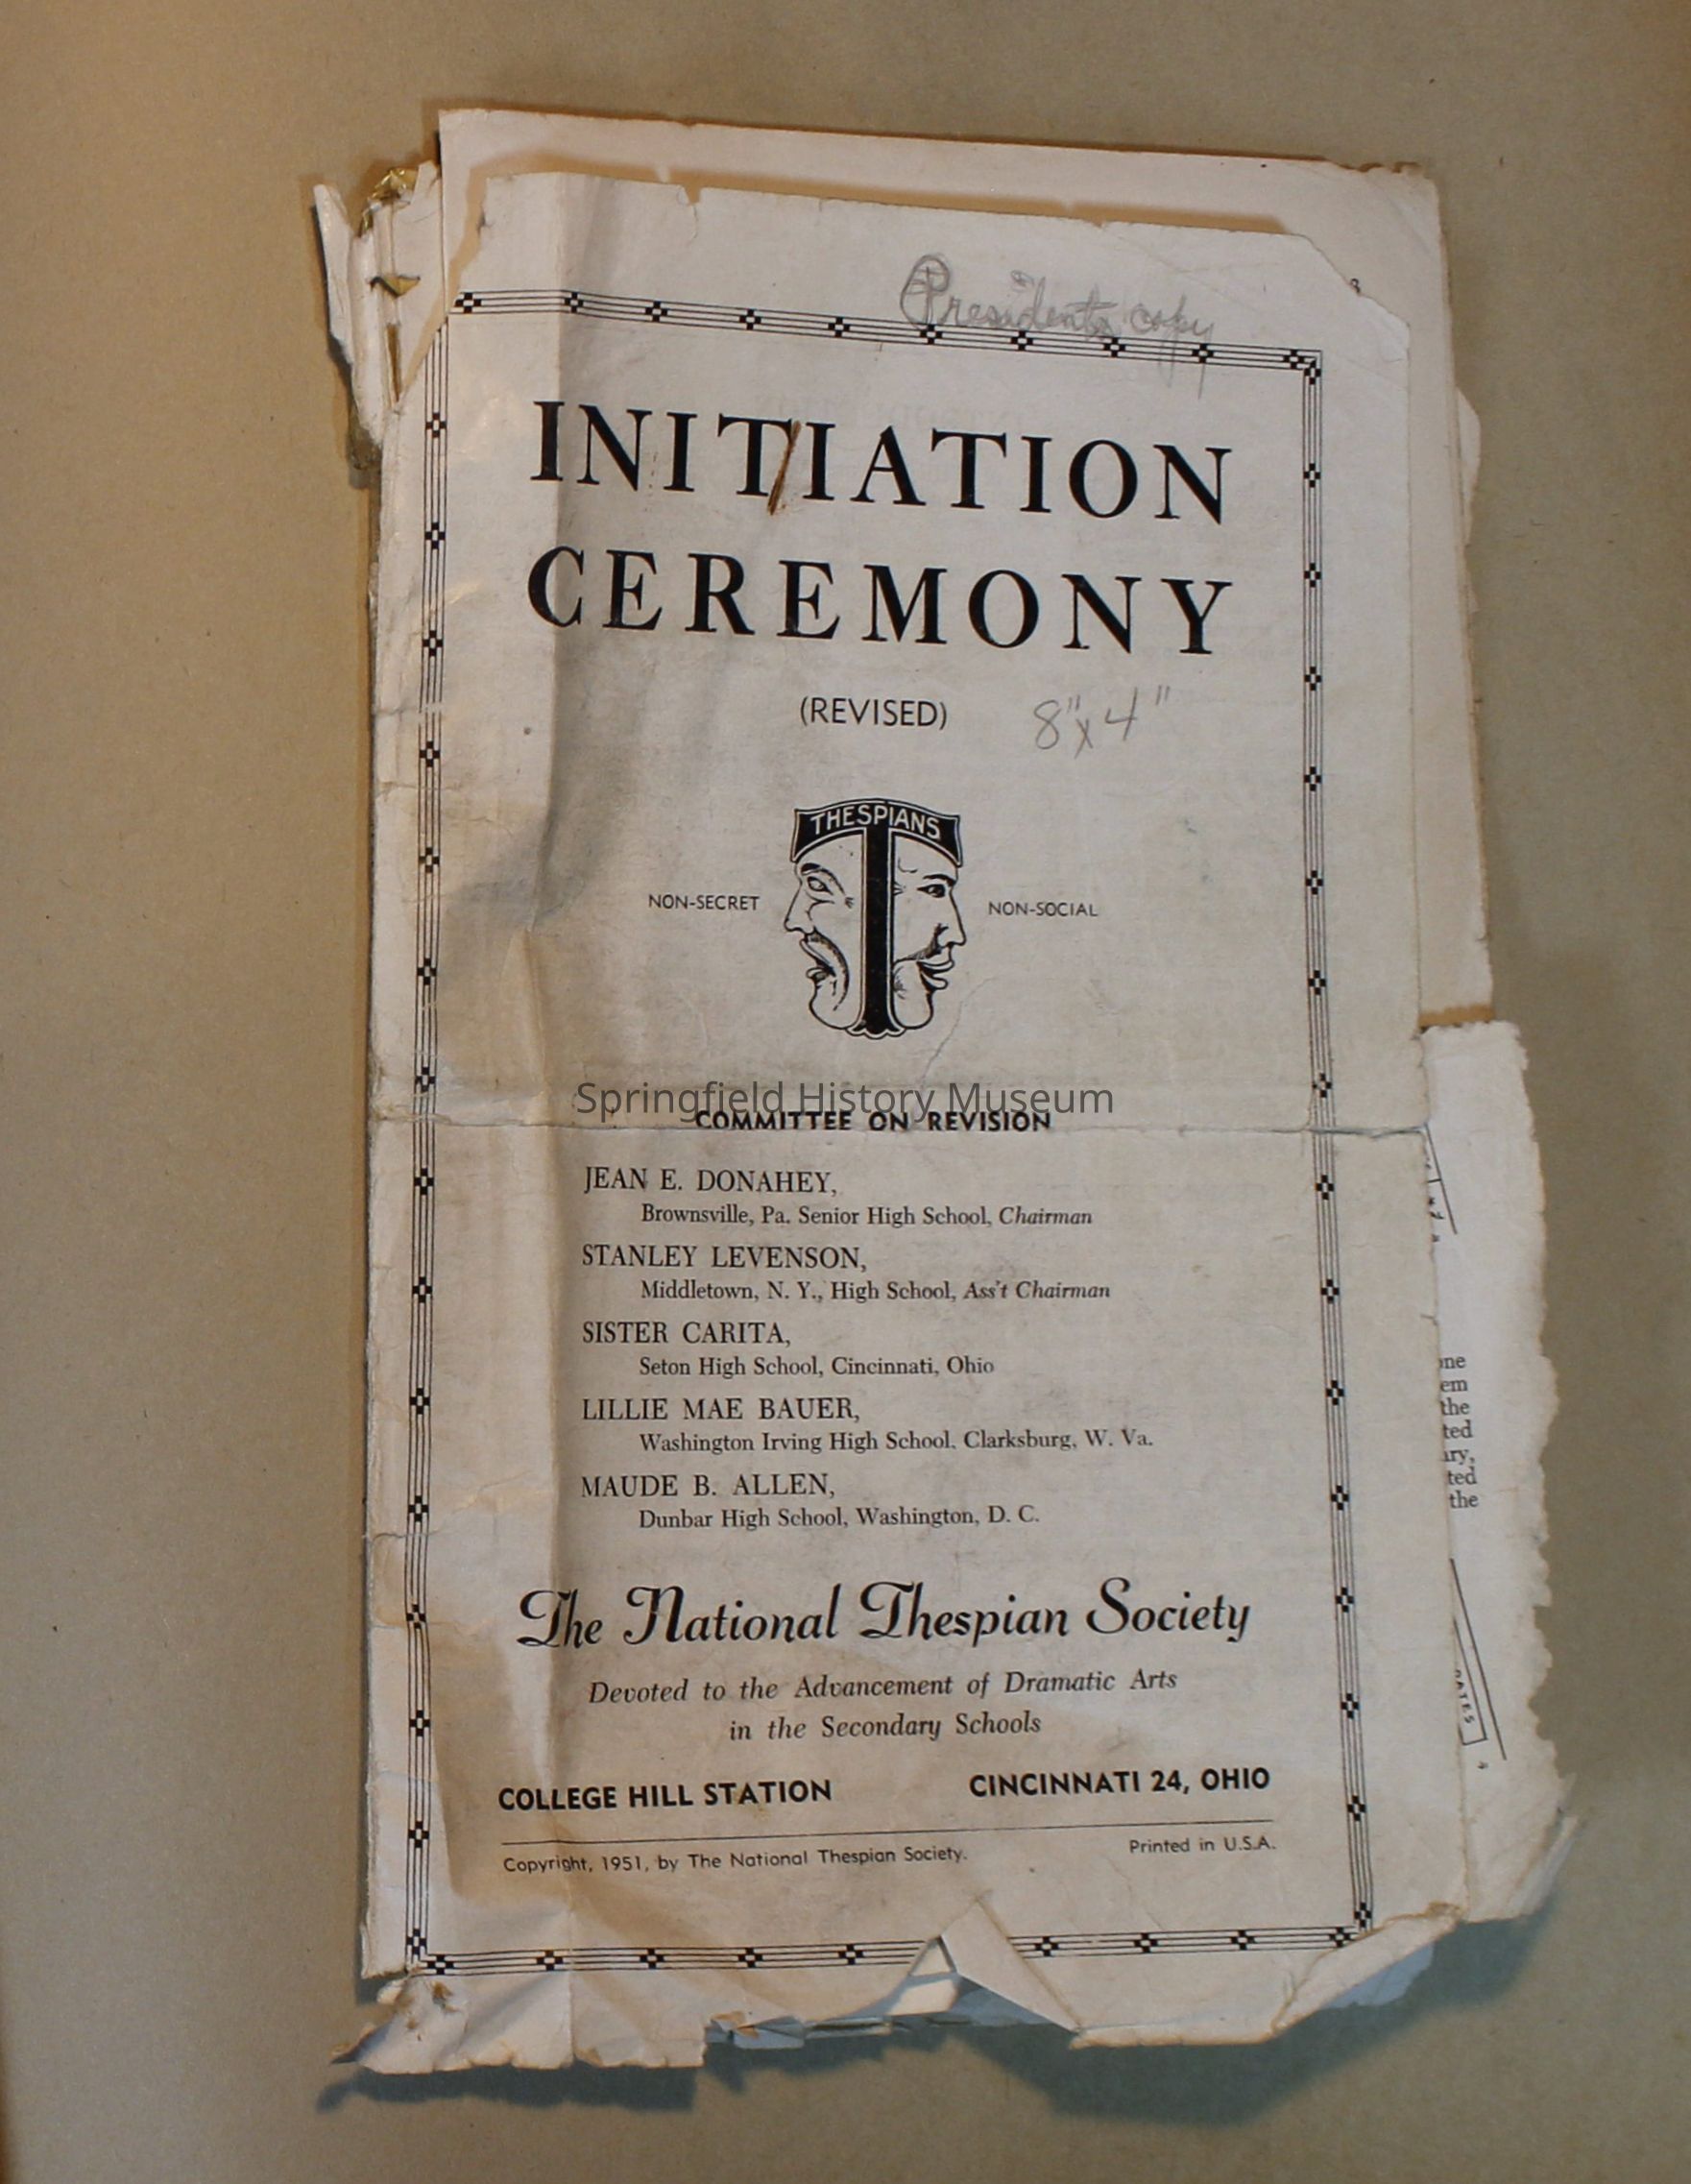 Presidents copy
INITIATION
CEREMONY
(REVISED)
8" x 4"
THESPIANS
NON-SECRET
NON-SOCIAL
Springfield History Museum
COMMITTEE ON REVISION
JEAN E. DONAHEY,
Brownsville, Pa. Senior High School, Chairman
STANLEY LEVENSON,
Middletown, N. Y., High School, Ass't Chairman
SISTER CARITA,
Seton High School, Cincinnati, Ohio
LILLIE MAE BAUER,
Washington Irving High School, Clarksburg, W. Va.
MAUDE B. ALLEN,
Dunbar High School, Washington, D. C.
The National Thespian Society
Devoted to the Advancement of Dramatic Arts
in the Secondary Schools
COLLEGE HILL STATION CINCINNATI 24, OHIO
Copyright, 1951, by The National Thespian Society. Printed in U.S.A.
the
the